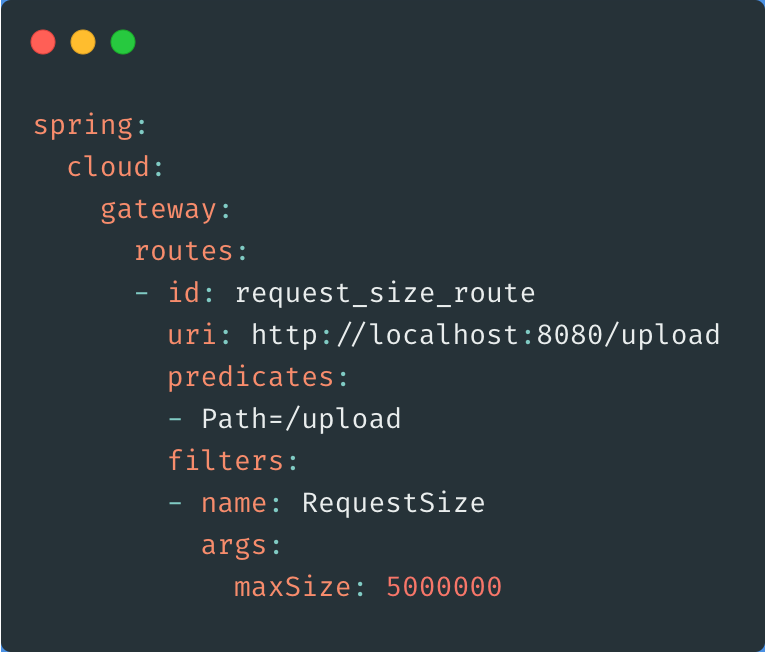 spring:
  cloud:
    gateway:
      routes:
      - id: request_size_route
        uri: http://localhost:8080/upload
        predicates:
        - Path=/upload
        filters:
        - name: RequestSize
          args:
            maxSize: 5000000